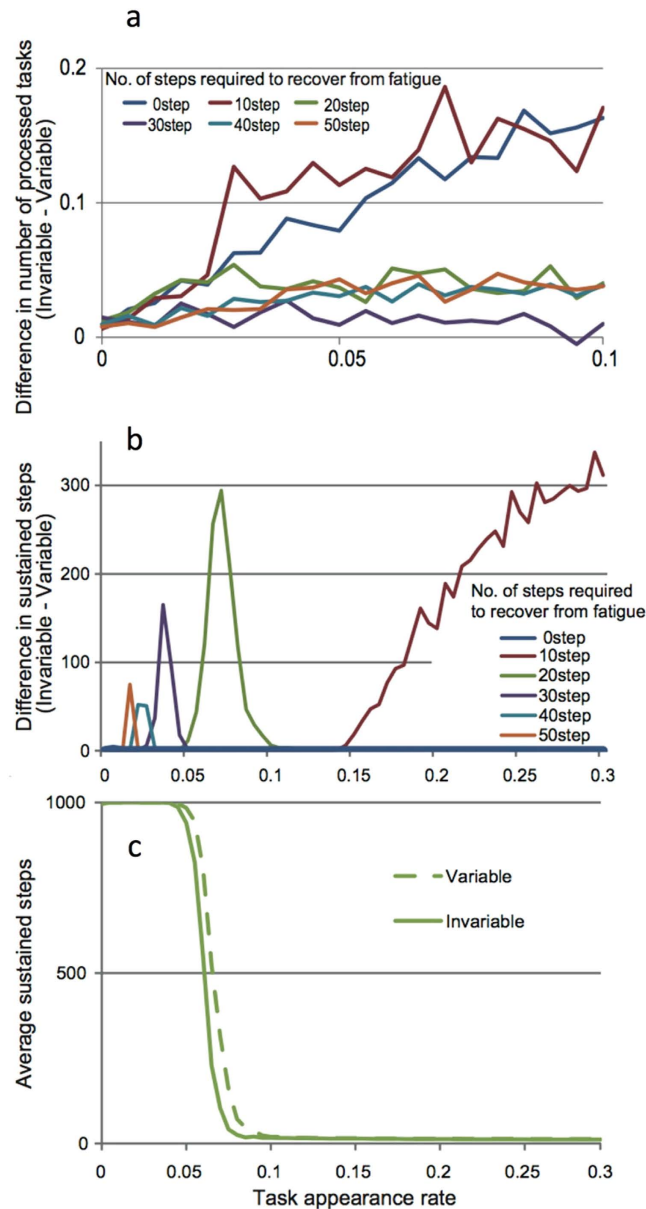 a
Difference in number of processed tasks
(Invariable - Variable)
0.2
0.1
0
No. of steps required to recover from fatigue
0step 10step 20step
30step 40step 50step
0 0.05 0.1
b
Difference in sustained steps
(Invariable - Variable)
300
200
100
0
No. of steps required
to recover from fatigue
0step
10step
20step
30step
40step
50step
0 0.05 0.1 0.15 0.2 0.25 0.3
c
Average sustained steps
1000
500
0
Variable
Invariable
0 0.05 0.1 0.15 0.2 0.25 0.3
Task appearance rate